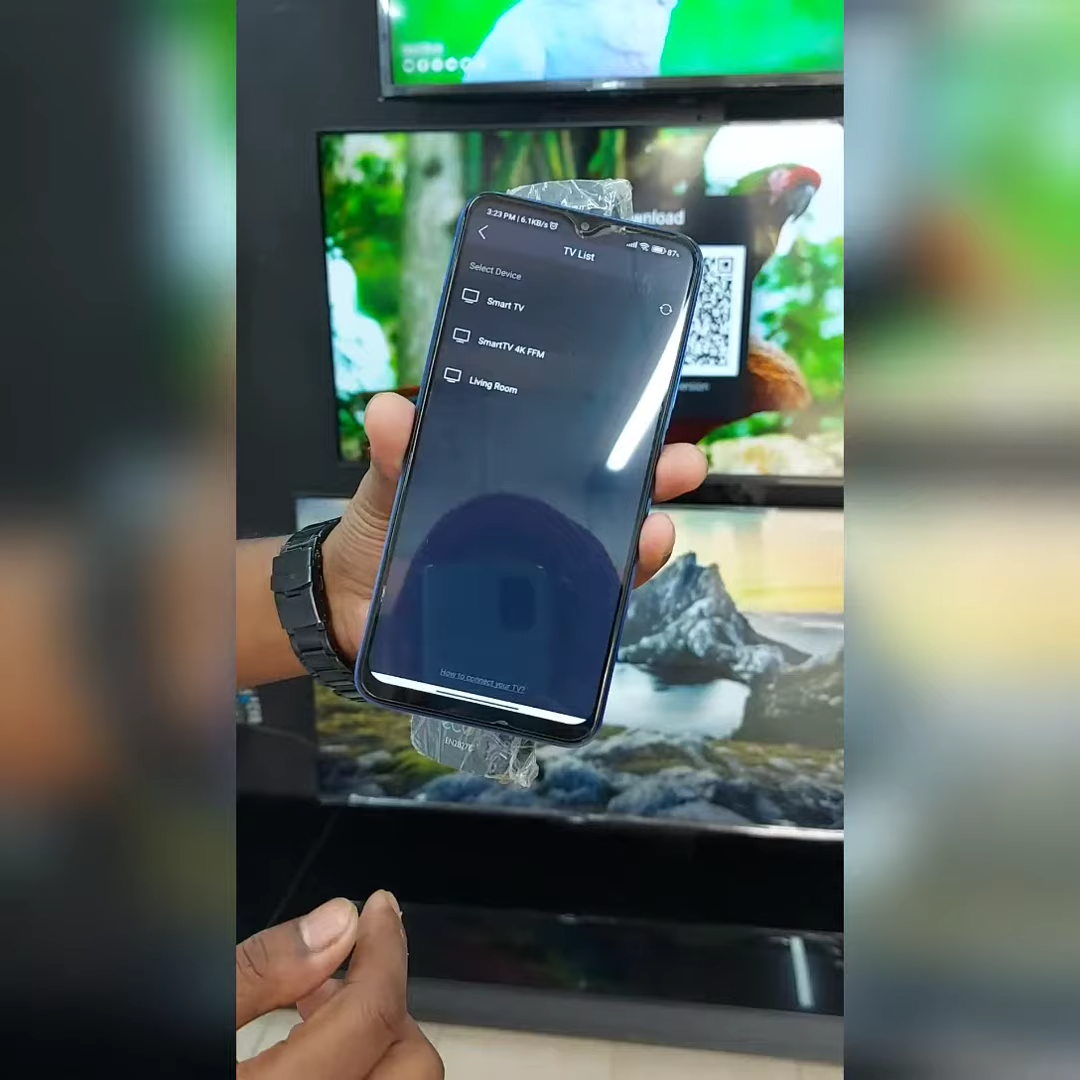 3:23 PM | 6.1KB/s
87%
TV List
Select Device
Smart TV
SmartTV 4K FFM
Living Room
How to connect your TV?